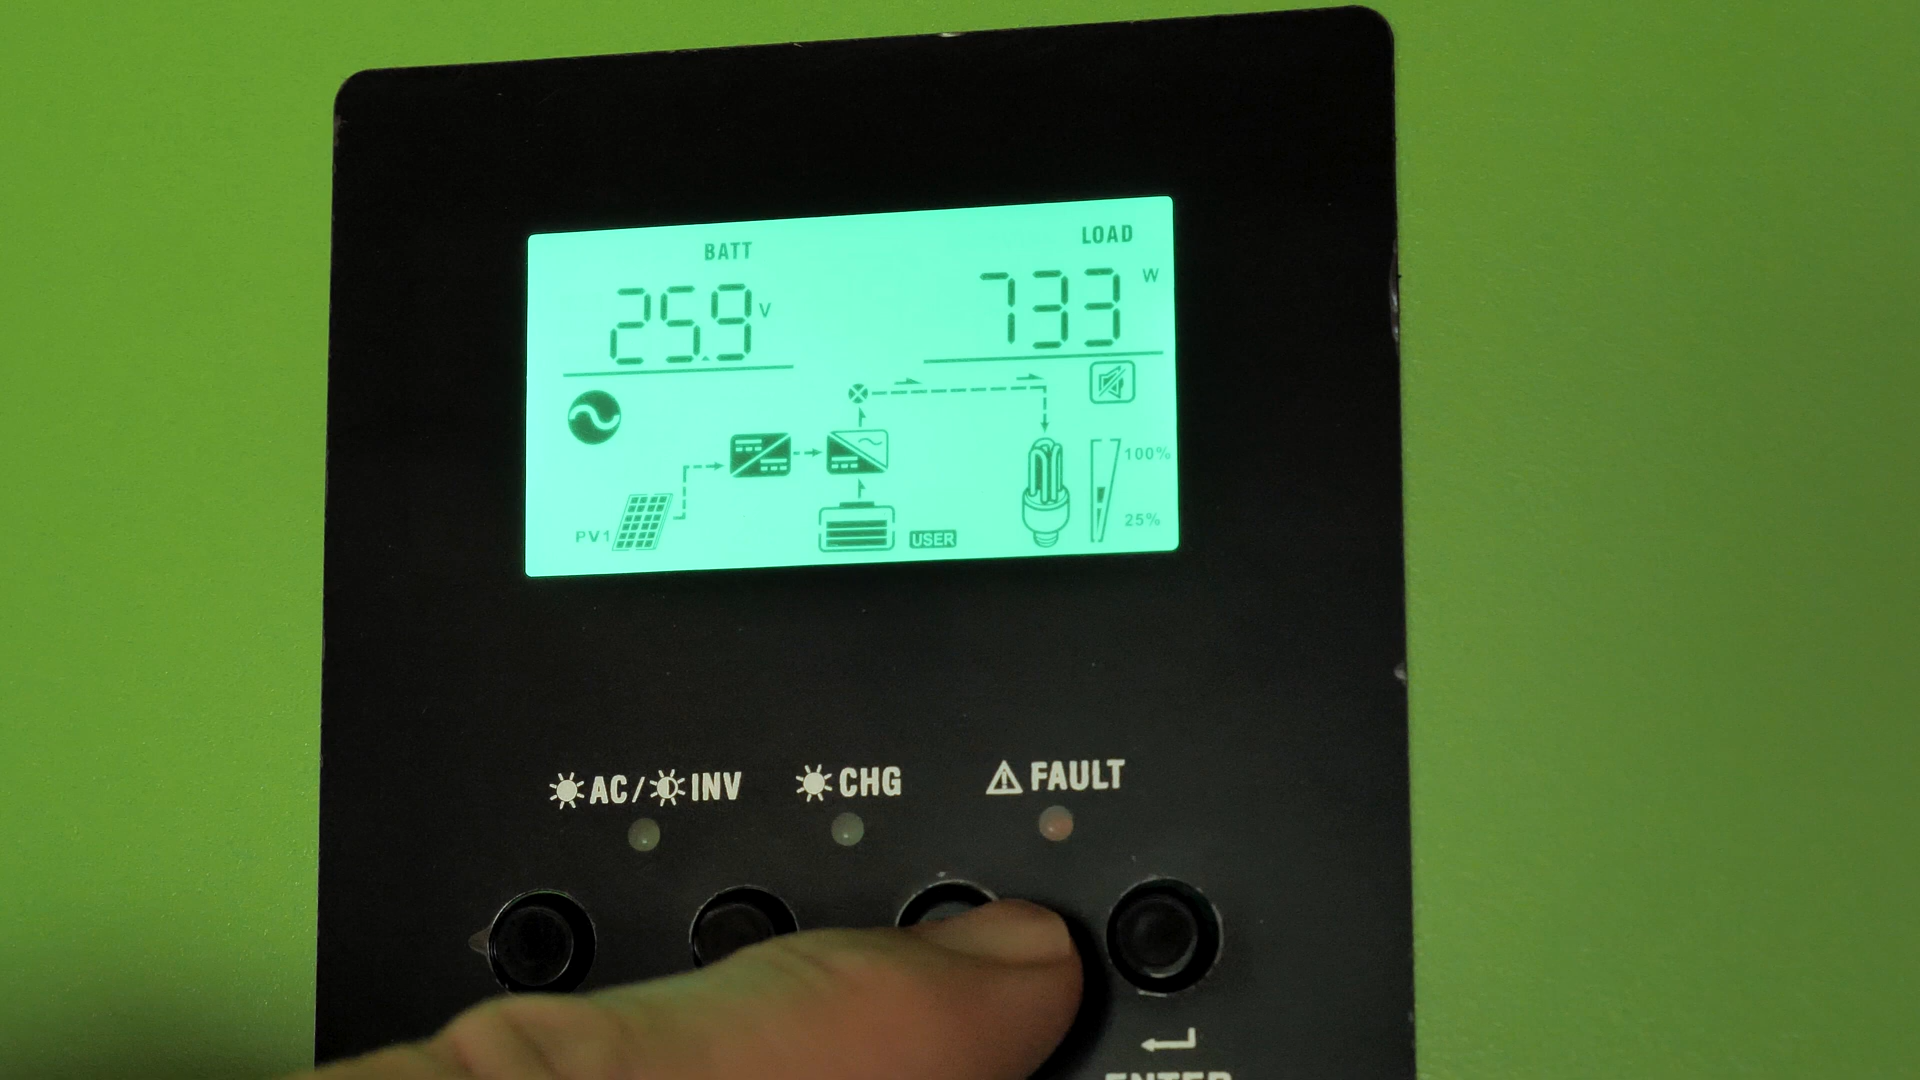 BATT
LOAD
25.9 V
733 W
100%
25%
PV1
USER
AC/ INV
CHG
FAULT
ENTER